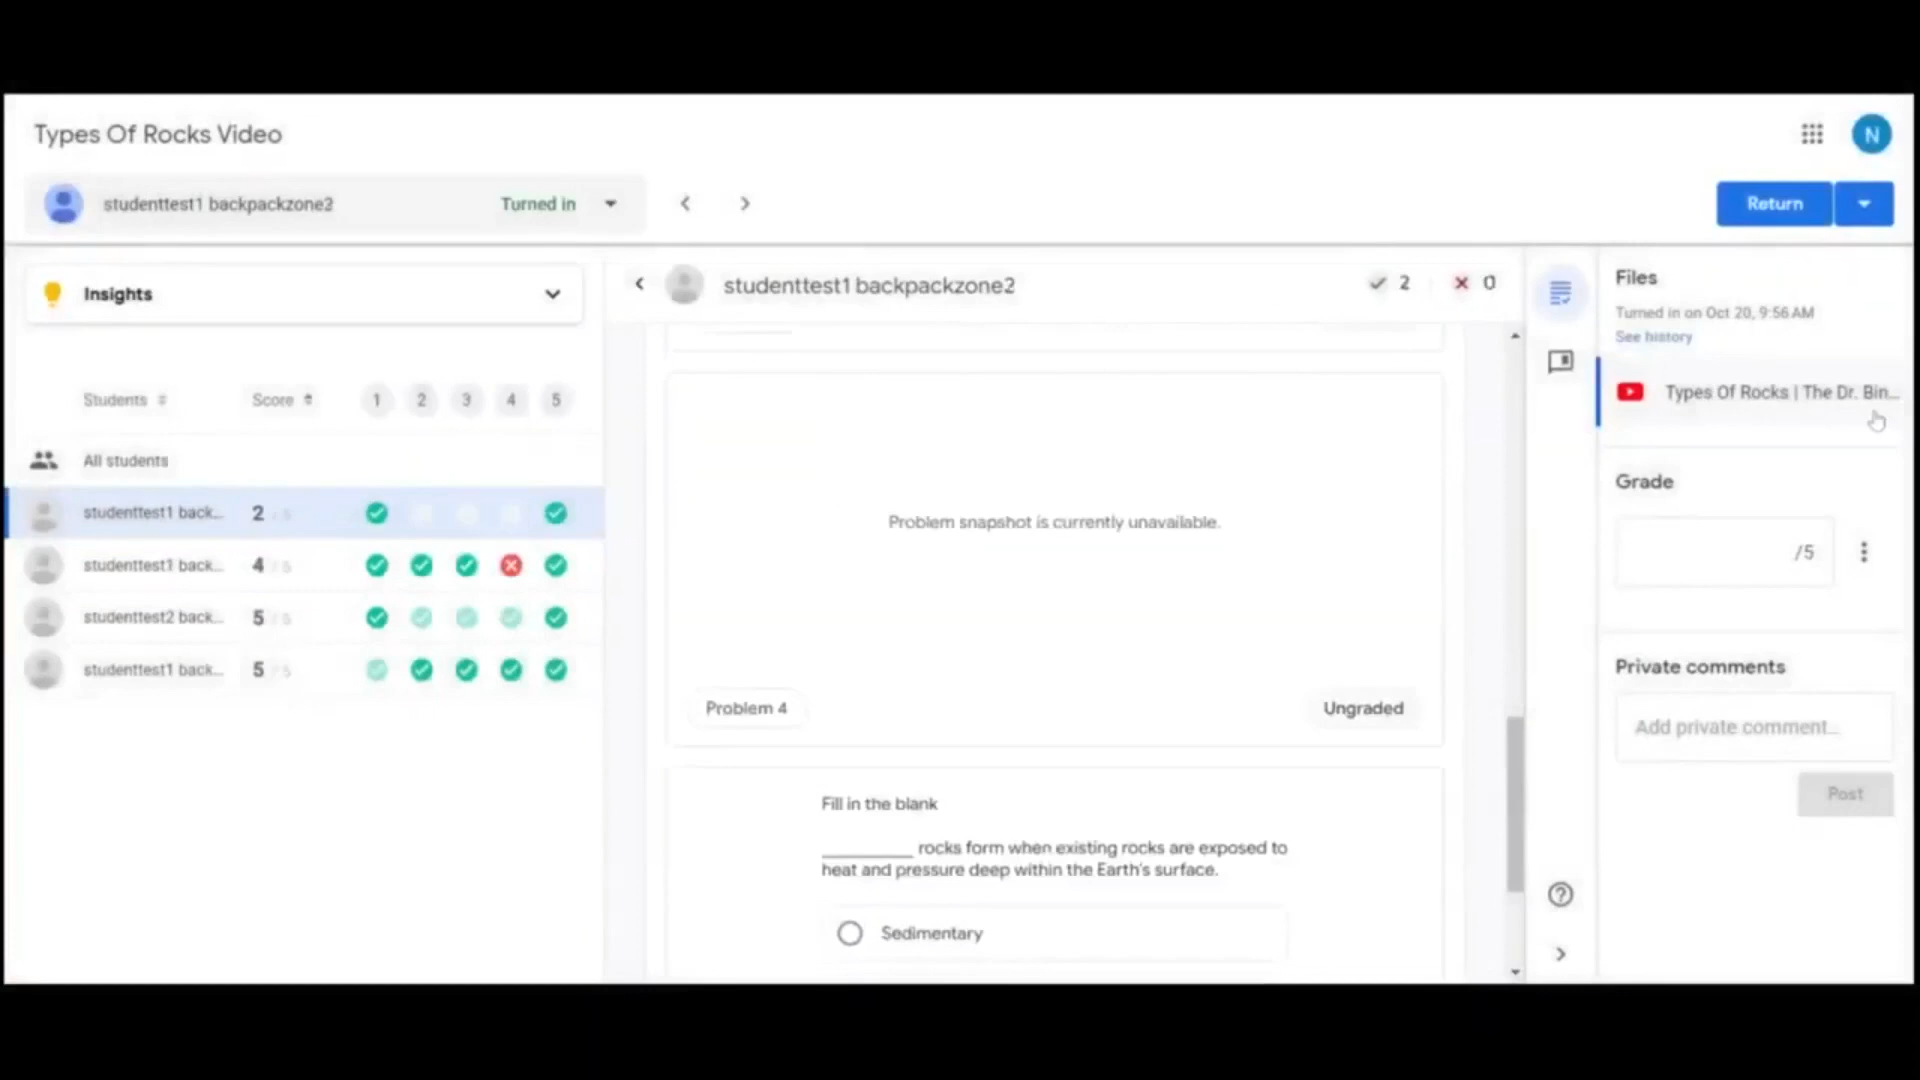 Types Of Rocks Video
N
studenttest1 backpackzone2
Turned in
Return
Insights
Students
Score
1
2
3
4
5
All students
studenttest1 back...
2 / 5
studenttest1 back...
4 / 5
studenttest2 back...
5 / 5
studenttest1 back...
5 / 5
studenttest1 backpackzone2
2
0
Problem snapshot is currently unavailable.
Problem 4
Ungraded
Fill in the blank
__________ rocks form when existing rocks are exposed to
heat and pressure deep within the Earth's surface.
Sedimentary
Files
Turned in on Oct 20, 9:56 AM
See history
Types Of Rocks | The Dr. Bin...
Grade
/5
Private comments
Add private comment...
Post